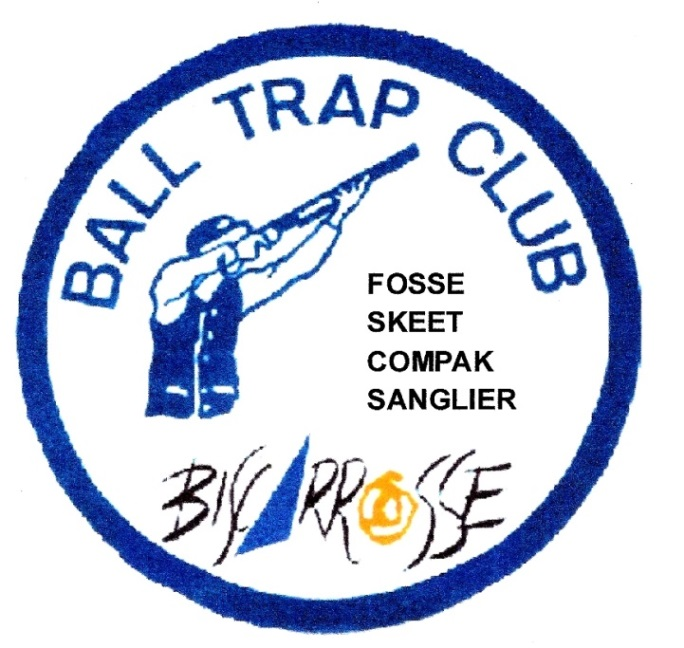 BALL TRAP CLUB
FOSSE
SKEET
COMPAK
SANGLIER
BISCARROSSE